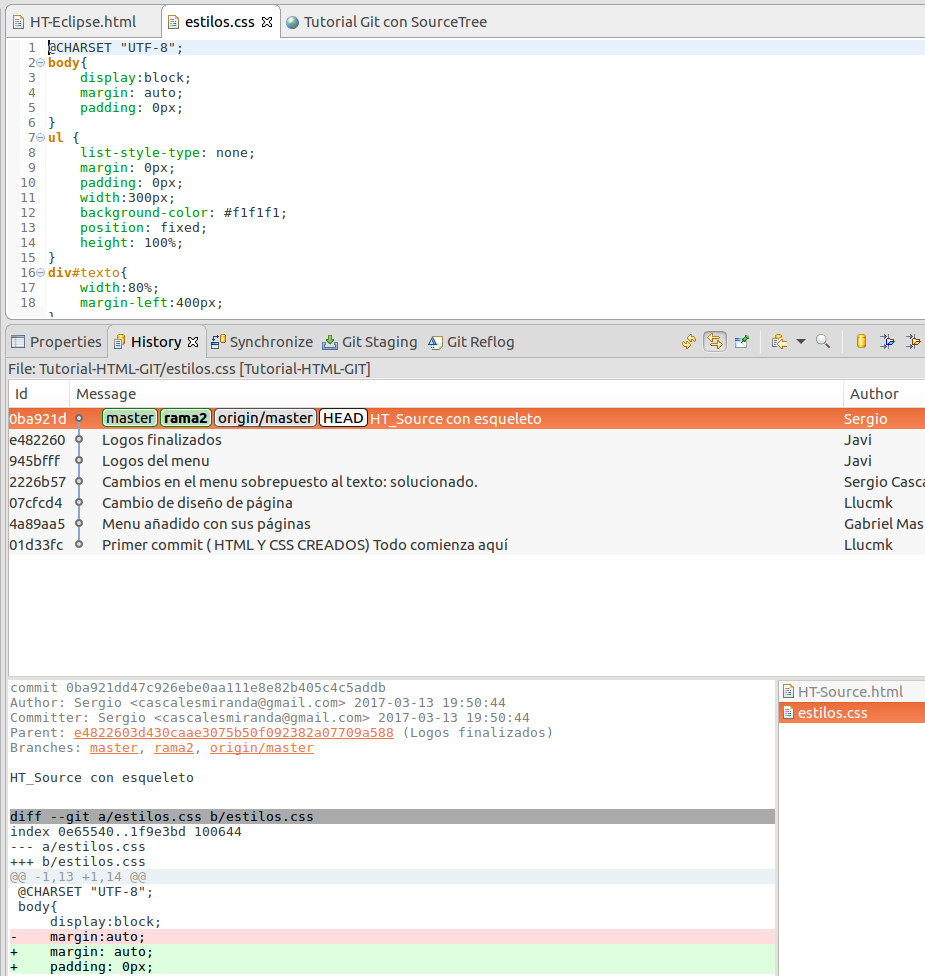 HT-Eclipse.html estilos.css Tutorial Git con SourceTree
1 @CHARSET "UTF-8";
2 body{
3 display:block;
4 margin: auto;
5 padding: 0px;
6 }
7 ul {
8 list-style-type: none;
9 margin: 0px;
10 padding: 0px;
11 width:300px;
12 background-color: #f1f1f1;
13 position: fixed;
14 height: 100%;
15 }
16 div#texto{
17 width:80%;
18 margin-left:400px;
Properties History Synchronize Git Staging Git Reflog
File: Tutorial-HTML-GIT/estilos.css [Tutorial-HTML-GIT]
Id Message Author
0ba921d master rama2 origin/master HEAD HT_Source con esqueleto Sergio
e482260 Logos finalizados Javi
945bfff Logos del menu Javi
2226b57 Cambios en el menu sobrepuesto al texto: solucionado. Sergio Casca
07cfcd4 Cambio de diseño de página Llucmk
4a89aa5 Menu añadido con sus páginas Gabriel Mas
01d33fc Primer commit ( HTML Y CSS CREADOS) Todo comienza aquí Llucmk
commit 0ba921dd47c926ebe0aa111e8e82b405c4c5addb
Author: Sergio <cascalesmiranda@gmail.com> 2017-03-13 19:50:44
Committer: Sergio <cascalesmiranda@gmail.com> 2017-03-13 19:50:44
Parent: e4822603d430caae3075b50f092382a07709a588 (Logos finalizados)
Branches: master, rama2, origin/master
HT_Source con esqueleto
diff --git a/estilos.css b/estilos.css
index 0e65540..1f9e3bd 100644
--- a/estilos.css
+++ b/estilos.css
@@ -1,13 +1,14 @@
@CHARSET "UTF-8";
body{
display:block;
- margin:auto;
+ margin: auto;
+ padding: 0px;
HT-Source.html
estilos.css